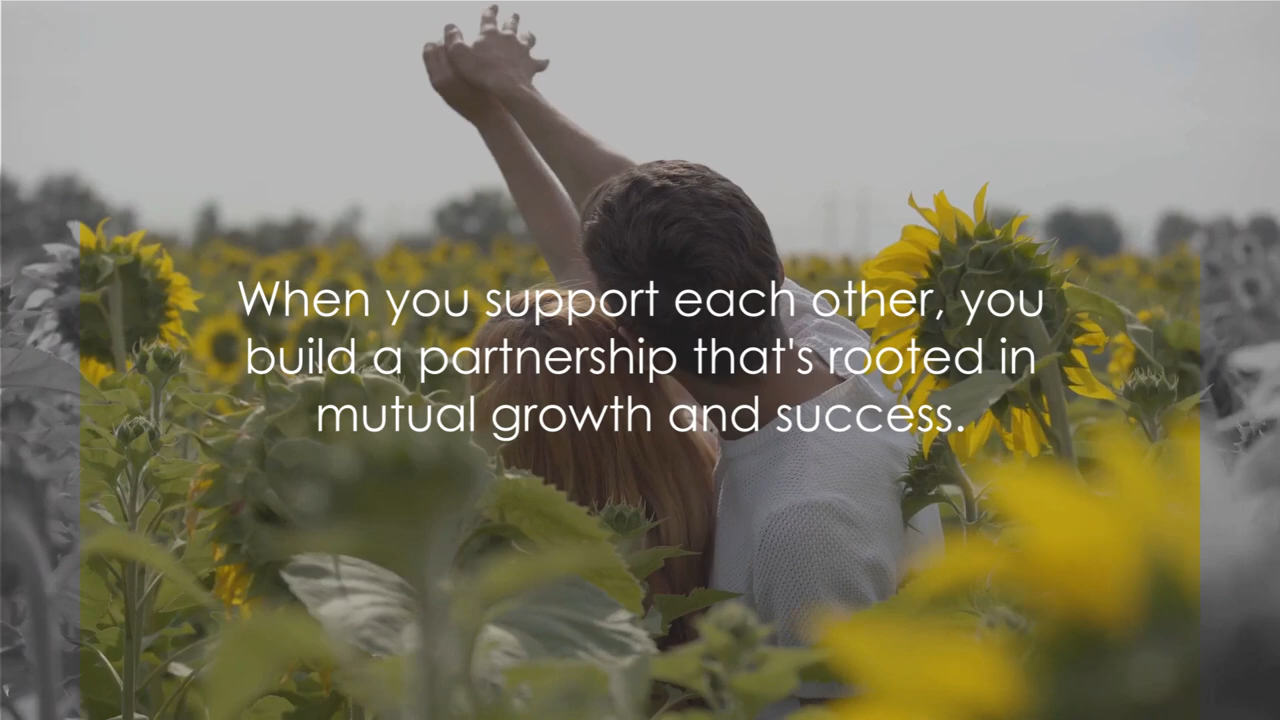 When you support each other, you
build a partnership that's rooted in
mutual growth and success.